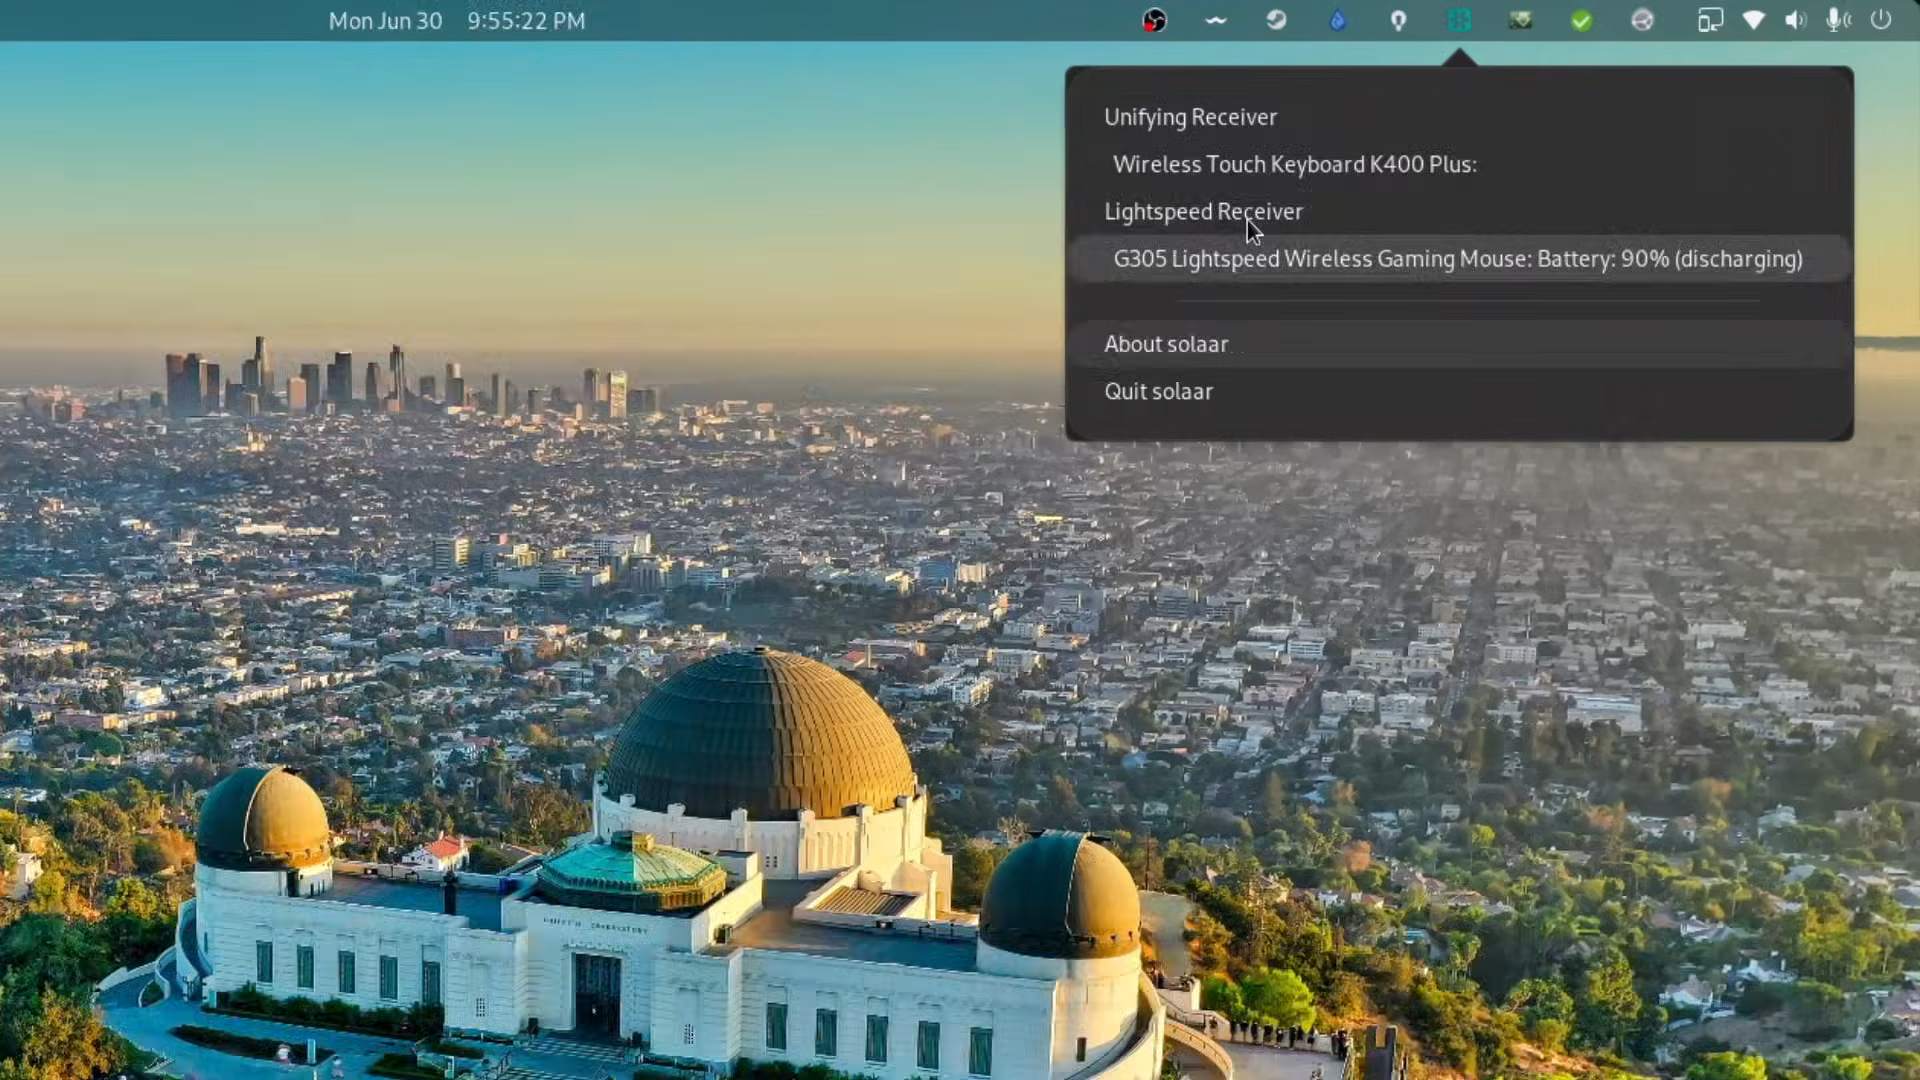 Mon Jun 30 9:55:22 PM
Unifying Receiver
Wireless Touch Keyboard K400 Plus:
Lightspeed Receiver
G305 Lightspeed Wireless Gaming Mouse: Battery: 90% (discharging)
About solaar
Quit solaar